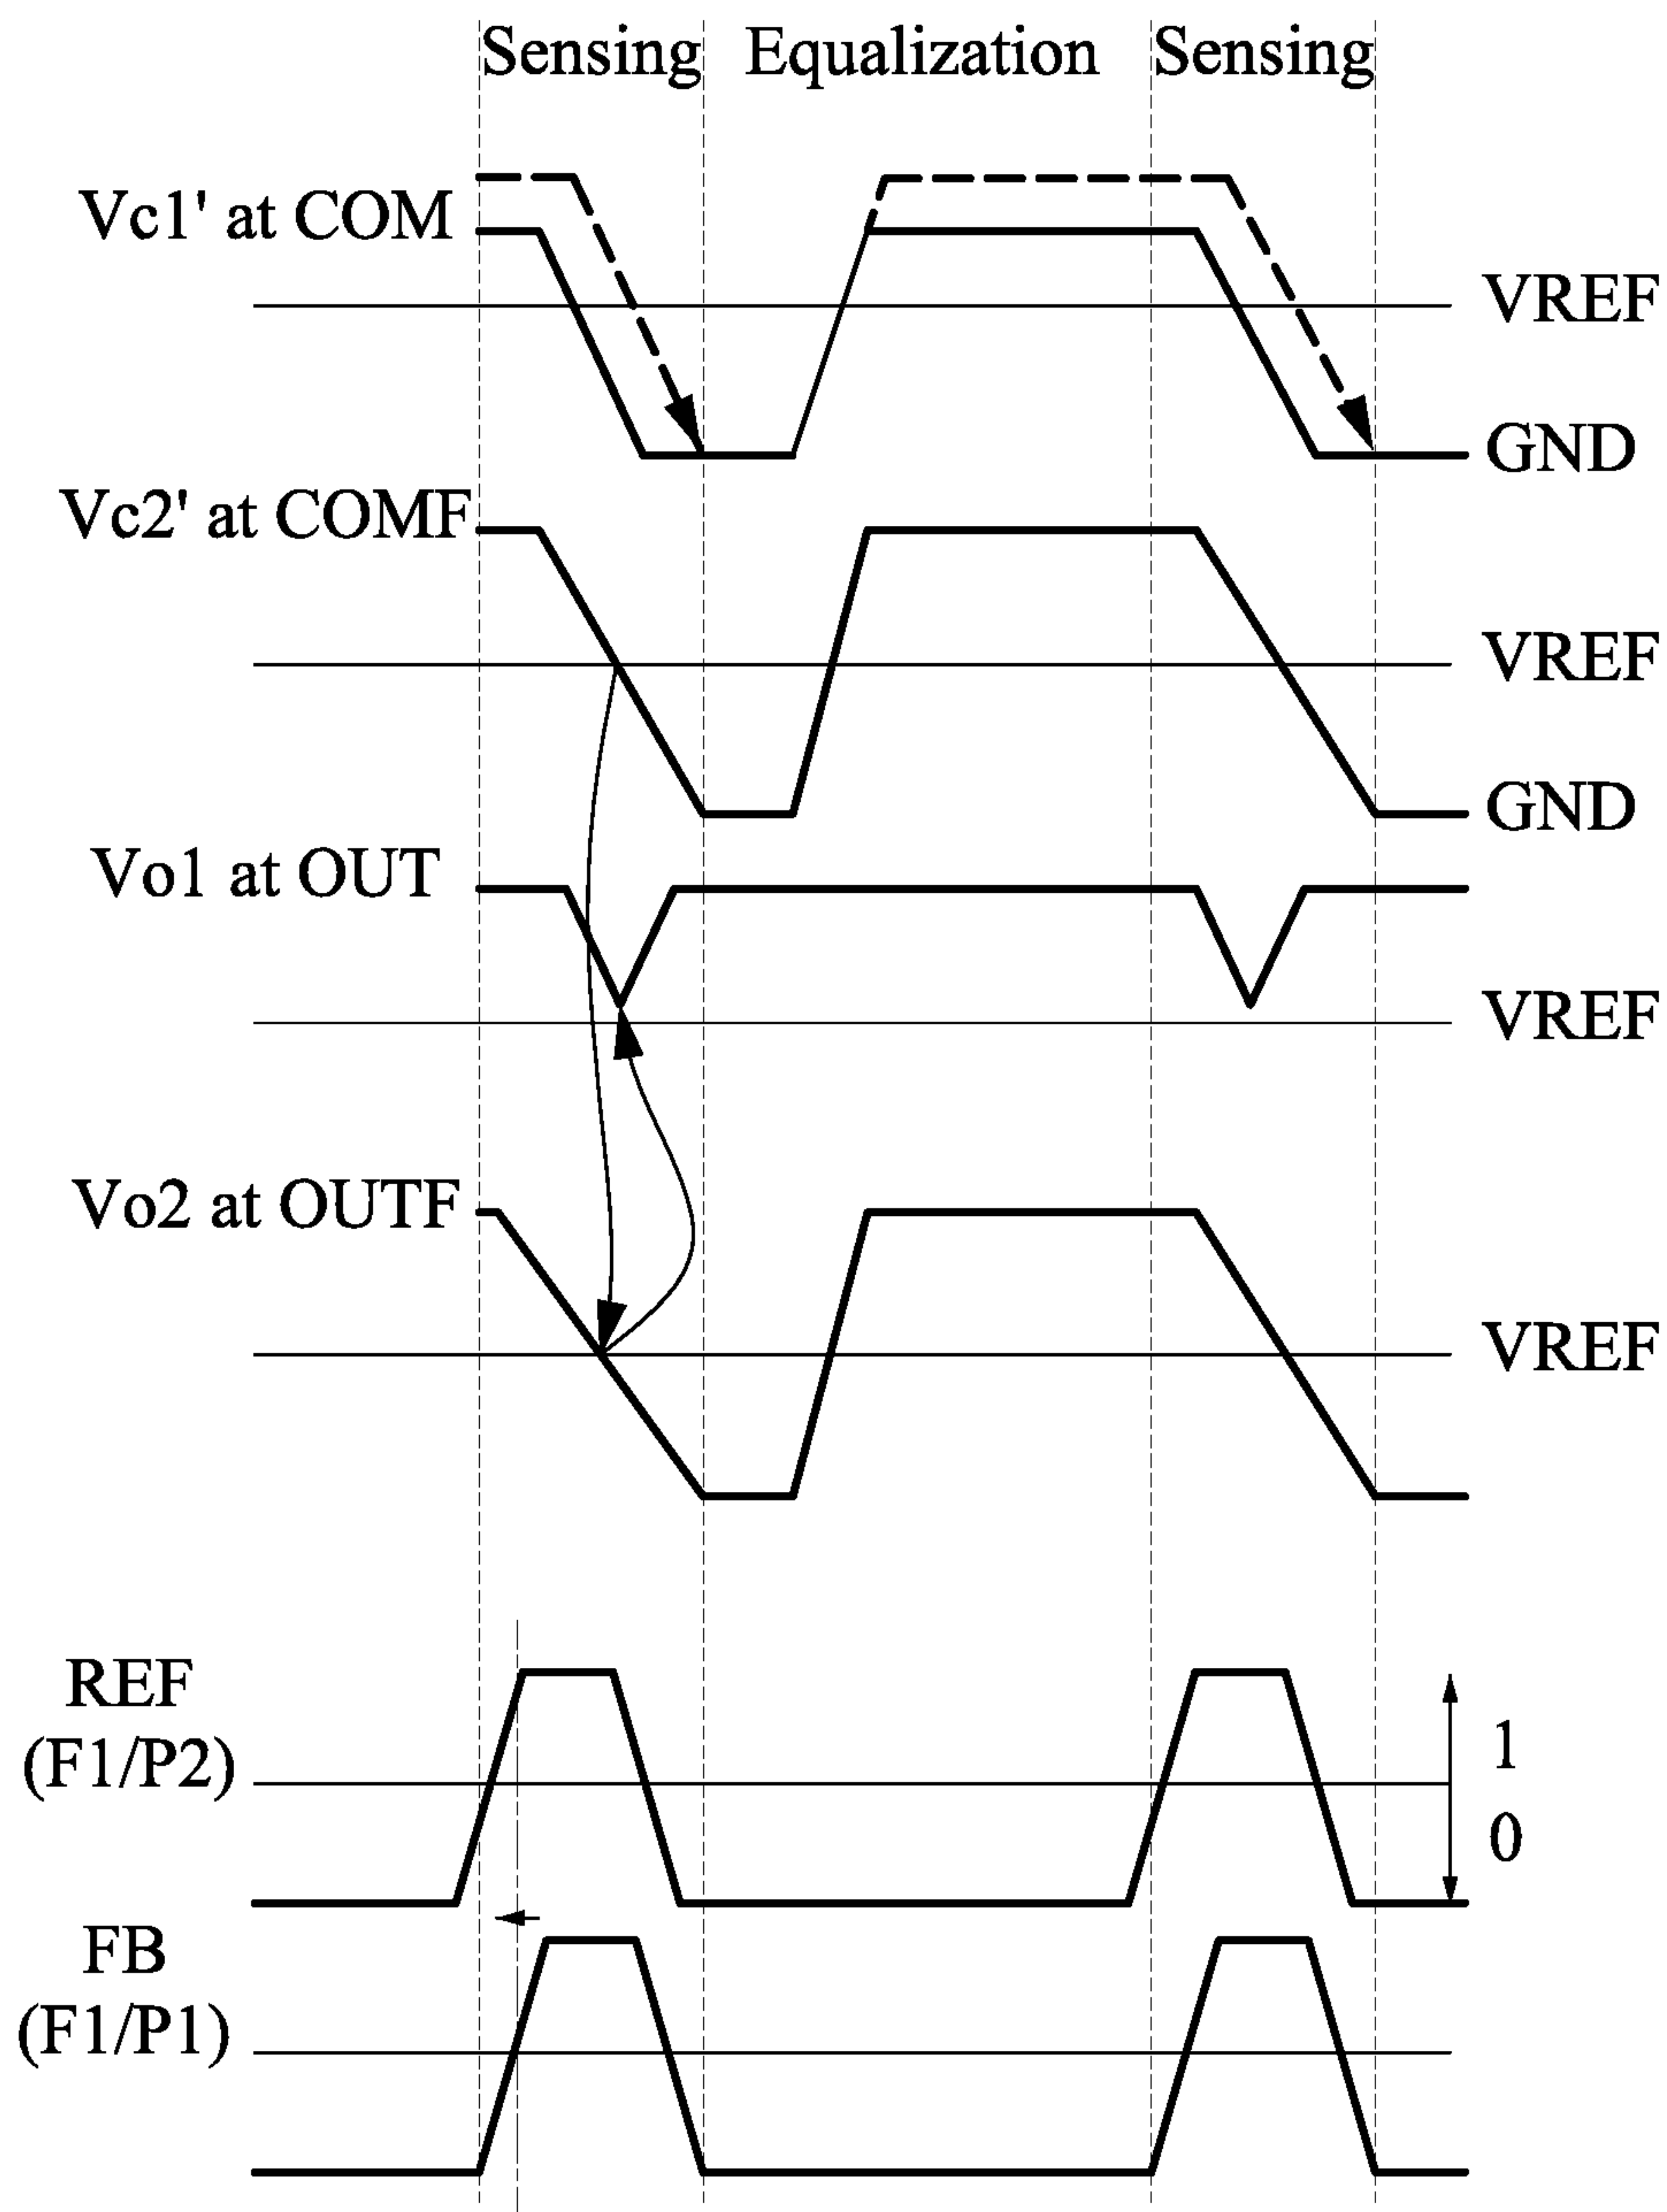 Sensing Equalization Sensing
Vc1' at COM
VREF
GND
Vc2' at COMF
VREF
GND
Vo1 at OUT
VREF
Vo2 at OUTF
VREF
REF
(F1/P2)
1
0
FB
(F1/P1)